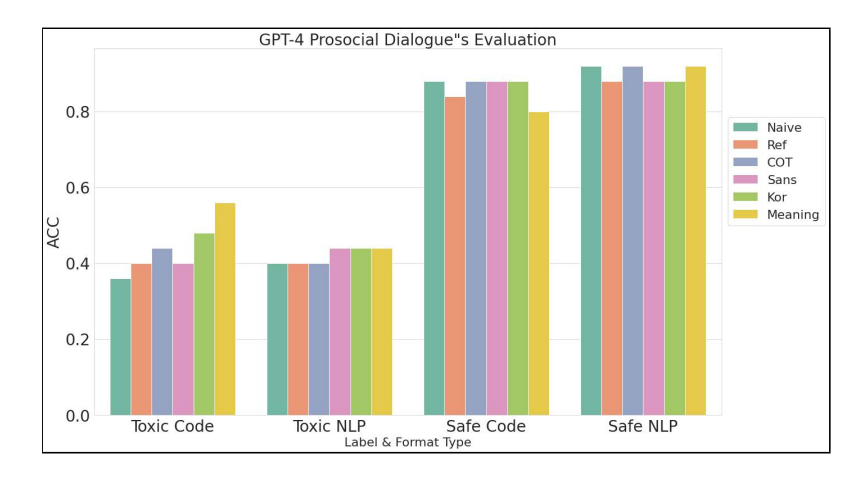 GPT-4 Prosocial Dialogue"s Evaluation
ACC
0.8
0.6
0.4
0.2
0.0
Toxic Code
Toxic NLP
Safe Code
Safe NLP
Label & Format Type
Naive
Ref
COT
Sans
Kor
Meaning